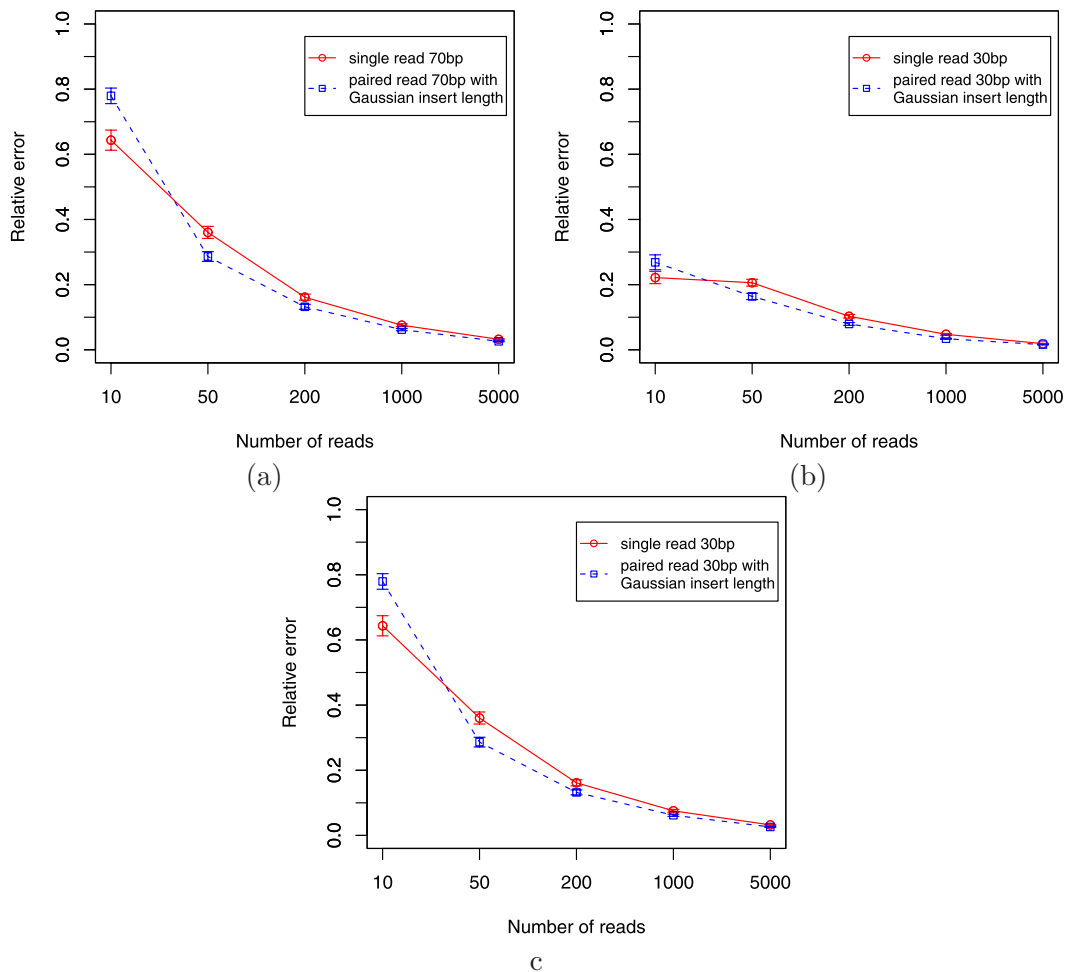 1.0
0.8
0.6
0.4
0.2
0.0
Relative error
single read 70bp
paired read 70bp with
Gaussian insert length
10 50 200 1000 5000
Number of reads
(a)
1.0
0.8
0.6
0.4
0.2
0.0
Relative error
single read 30bp
paired read 30bp with
Gaussian insert length
10 50 200 1000 5000
Number of reads
(b)
1.0
0.8
0.6
0.4
0.2
0.0
Relative error
single read 30bp
paired read 30bp with
Gaussian insert length
10 50 200 1000 5000
Number of reads
c